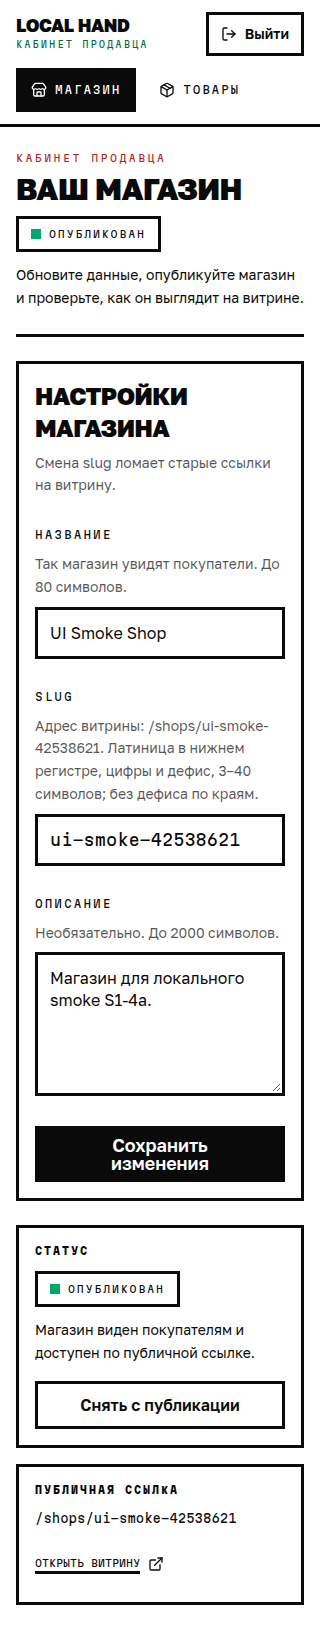 LOCAL HAND
КАБИНЕТ ПРОДАВЦА
Выйти
МАГАЗИН
ТОВАРЫ
КАБИНЕТ ПРОДАВЦА
ВАШ МАГАЗИН
ОПУБЛИКОВАН
Обновите данные, опубликуйте магазин
и проверьте, как он выглядит на витрине.
НАСТРОЙКИ
МАГАЗИНА
Смена slug ломает старые ссылки
на витрину.
НАЗВАНИЕ
Так магазин увидят покупатели. До
80 символов.
UI Smoke Shop
SLUG
Адрес витрины: /shops/ui-smoke-
42538621. Латиница в нижнем
регистре, цифры и дефис, 3–40
символов; без дефиса по краям.
ui-smoke-42538621
ОПИСАНИЕ
Необязательно. До 2000 символов.
Магазин для локального
smoke S1-4a.
Сохранить
изменения
СТАТУС
ОПУБЛИКОВАН
Магазин виден покупателям и
доступен по публичной ссылке.
Снять с публикации
ПУБЛИЧНАЯ ССЫЛКА
/shops/ui-smoke-42538621
ОТКРЫТЬ ВИТРИНУ